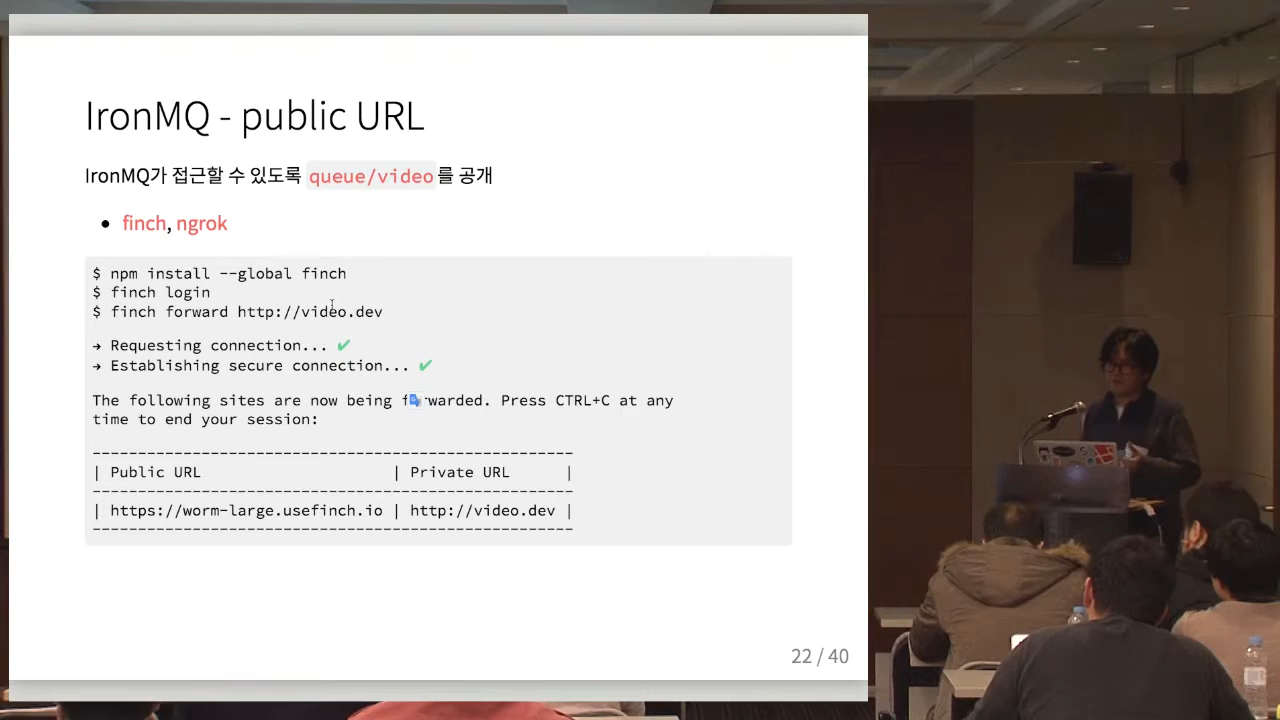 IronMQ - public URL
IronMQ가 접근할 수 있도록 queue/video를 공개
• finch, ngrok
$ npm install --global finch
$ finch login
$ finch forward http://video.dev
→ Requesting connection... ✔
→ Establishing secure connection... ✔
The following sites are now being forwarded. Press CTRL+C at any
time to end your session:
-----------------------------------------------------
| Public URL | Private URL |
-----------------------------------------------------
| https://worm-large.usefinch.io | http://video.dev |
-----------------------------------------------------
22 / 40